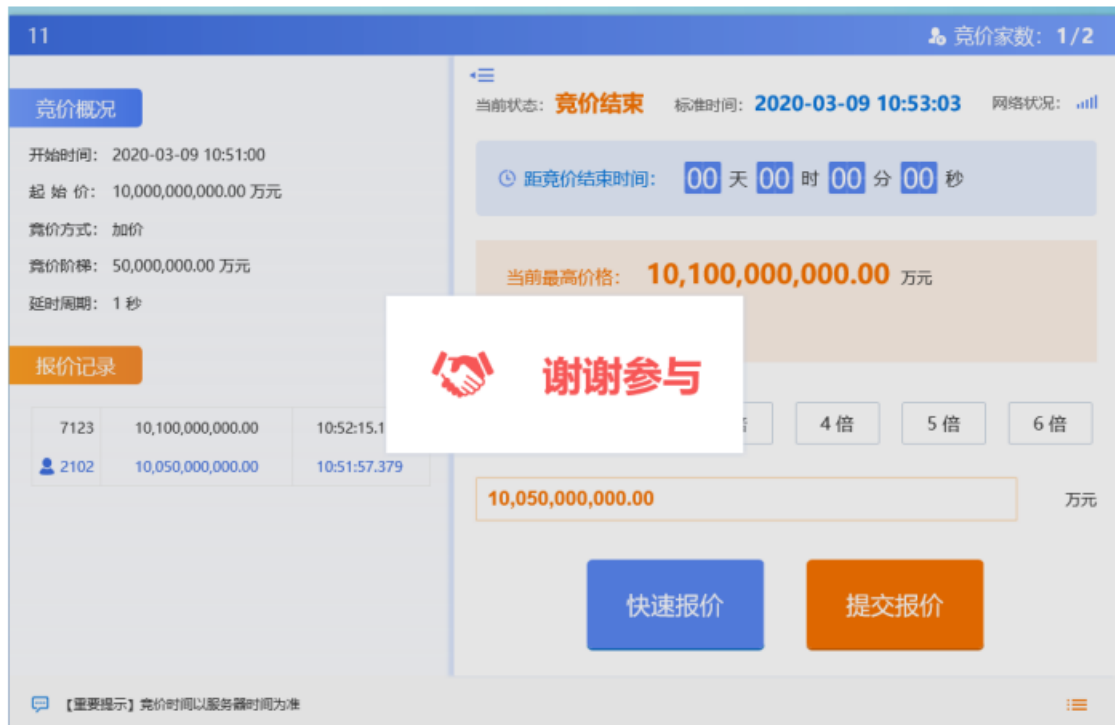 11
竞价家数：1/2
竞价概况
开始时间： 2020-03-09 10:51:00
起 始 价： 10,000,000,000.00 万元
竞价方式： 加价
竞价阶梯： 50,000,000.00 万元
延时周期： 1 秒
报价记录
7123 10,100,000,000.00 10:52:15.1
2102 10,050,000,000.00 10:51:57.379
当前状态：竞价结束 标准时间：2020-03-09 10:53:03 网络状况：
距竞价结束时间： 00 天 00 时 00 分 00 秒
当前最高价格： 10,100,000,000.00 万元
谢谢参与
4 倍 5 倍 6 倍
10,050,000,000.00 万元
快速报价 提交报价
【重要提示】竞价时间以服务器时间为准